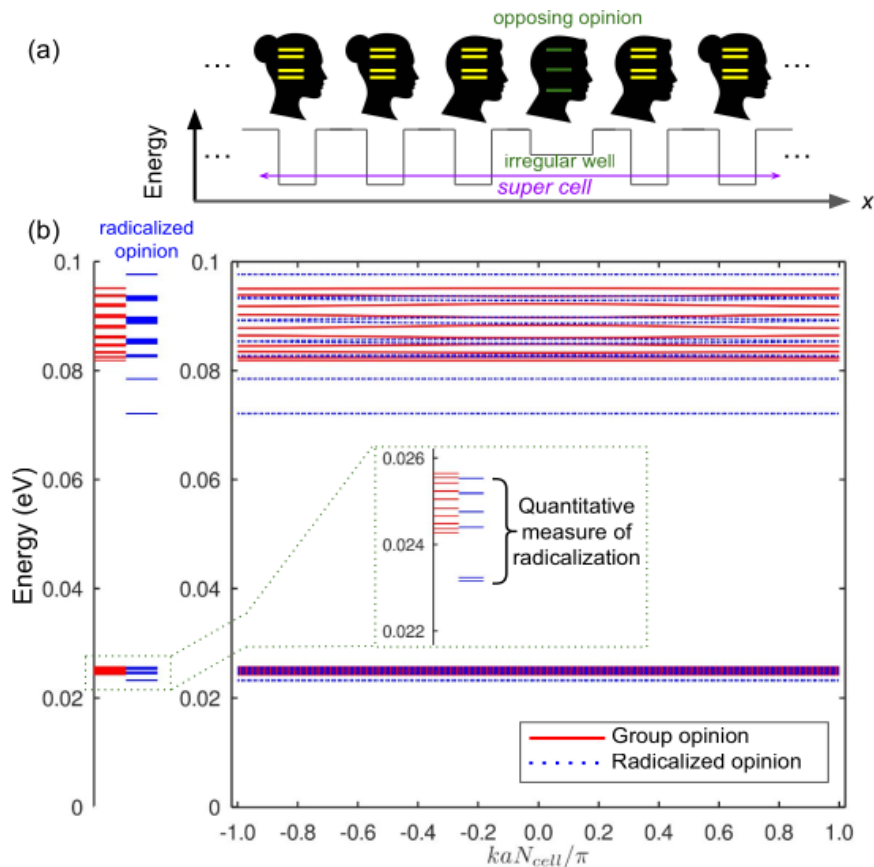 opposing opinion
(a)
...
...
Energy
...
irregular well
...
super cell
x
(b)
radicalized
opinion
0.1
0.1
0.08
0.08
0.06
0.06
0.04
0.04
0.02
0.02
0
0
Energy (eV)
0.026
0.024
0.022
Quantitative
measure of
radicalization
Group opinion
Radicalized opinion
-1.0 -0.8 -0.6 -0.4 -0.2 0.0 0.2 0.4 0.6 0.8 1.0
kaN_{cell}/π